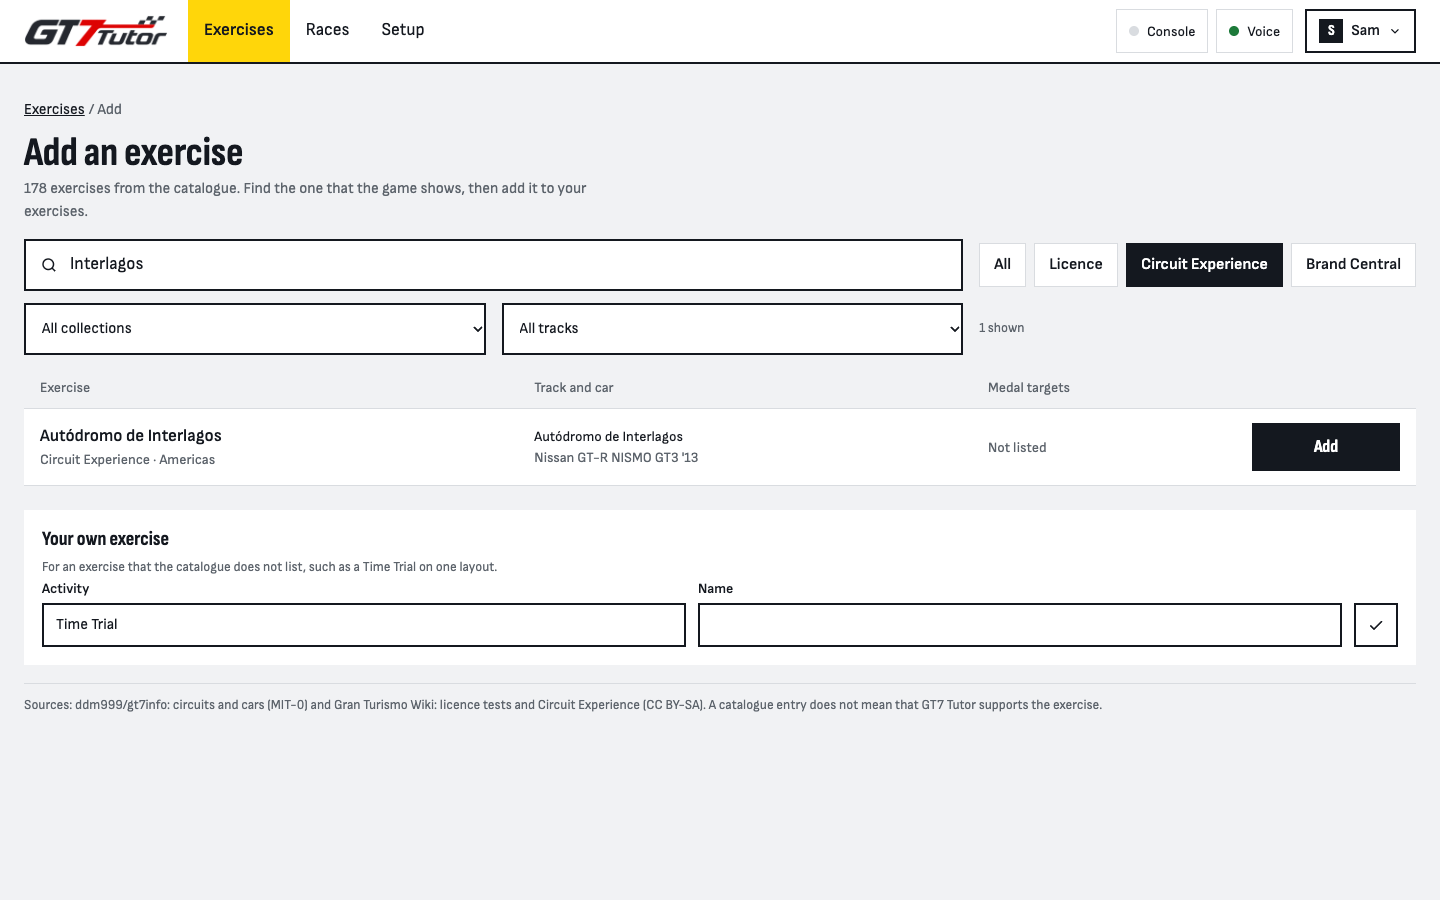 GT7Tutor
Exercises
Races
Setup
Console
Voice
S
Sam
Exercises / Add
Add an exercise
178 exercises from the catalogue. Find the one that the game shows, then add it to your
exercises.
Interlagos
All
Licence
Circuit Experience
Brand Central
All collections
All tracks
1 shown
Exercise
Track and car
Medal targets
Autódromo de Interlagos
Circuit Experience · Americas
Autódromo de Interlagos
Nissan GT-R NISMO GT3 '13
Not listed
Add
Your own exercise
For an exercise that the catalogue does not list, such as a Time Trial on one layout.
Activity
Name
Time Trial
Sources: ddm999/gt7info: circuits and cars (MIT-0) and Gran Turismo Wiki: licence tests and Circuit Experience (CC BY-SA). A catalogue entry does not mean that GT7 Tutor supports the exercise.